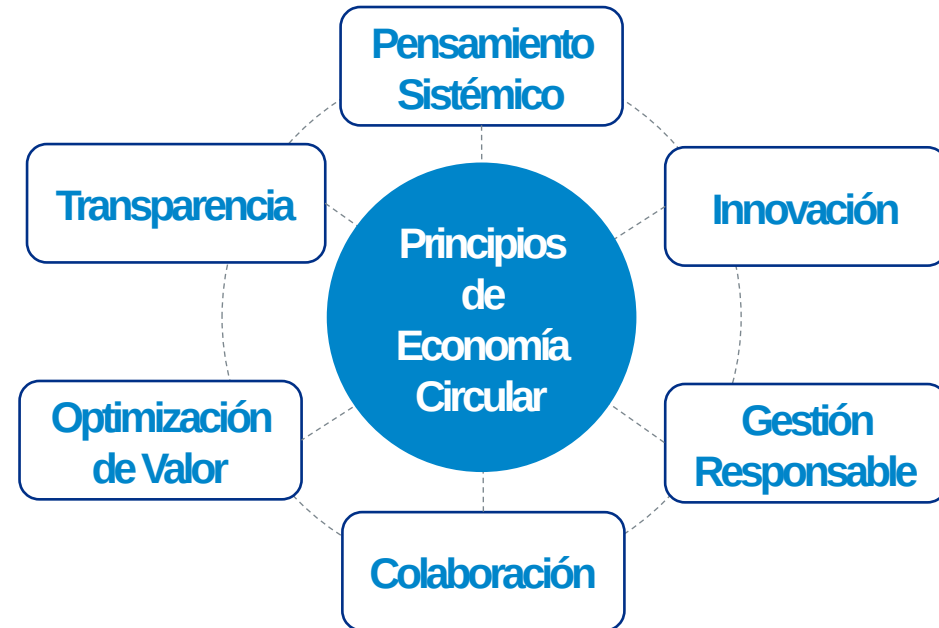 Pensamiento
Sistémico
Transparencia
Innovación
Principios
de
Economía
Circular
Optimización
de Valor
Gestión
Responsable
Colaboración